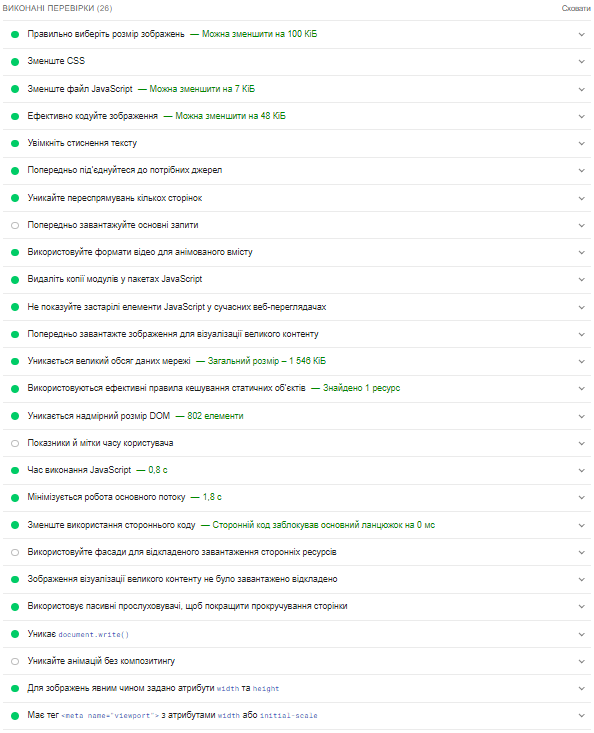 ВИКОНАНІ ПЕРЕВІРКИ (26) Сховати
Правильно виберіть розмір зображень — Можна зменшити на 100 КіБ
Зменште CSS
Зменште файл JavaScript — Можна зменшити на 7 КіБ
Ефективно кодуйте зображення — Можна зменшити на 48 КіБ
Увімкніть стиснення тексту
Попередньо під'єднуйтеся до потрібних джерел
Уникайте переспрямувань кількох сторінок
Попередньо завантажуйте основні запити
Використовуйте формати відео для анімованого вмісту
Видаліть копії модулів у пакетах JavaScript
Не показуйте застарілі елементи JavaScript у сучасних веб-переглядачах
Попередньо завантажте зображення для візуалізації великого контенту
Уникається великий обсяг даних мережі — Загальний розмір – 1 546 КіБ
Використовуються ефективні правила кешування статичних об'єктів — Знайдено 1 ресурс
Уникається надмірний розмір DOM — 802 елементи
Показники й мітки часу користувача
Час виконання JavaScript — 0,8 с
Мінімізується робота основного потоку — 1,8 с
Зменште використання стороннього коду — Сторонній код заблокував основний ланцюжок на 0 мс
Використовуйте фасади для відкладеного завантаження сторонніх ресурсів
Зображення візуалізації великого контенту не було завантажено відкладено
Використовує пасивні прослуховувачі, щоб покращити прокручування сторінки
Уникає document.write()
Уникайте анімацій без композитингу
Для зображень явним чином задано атрибути width та height
Має тег <meta name="viewport"> з атрибутами width або initial-scale